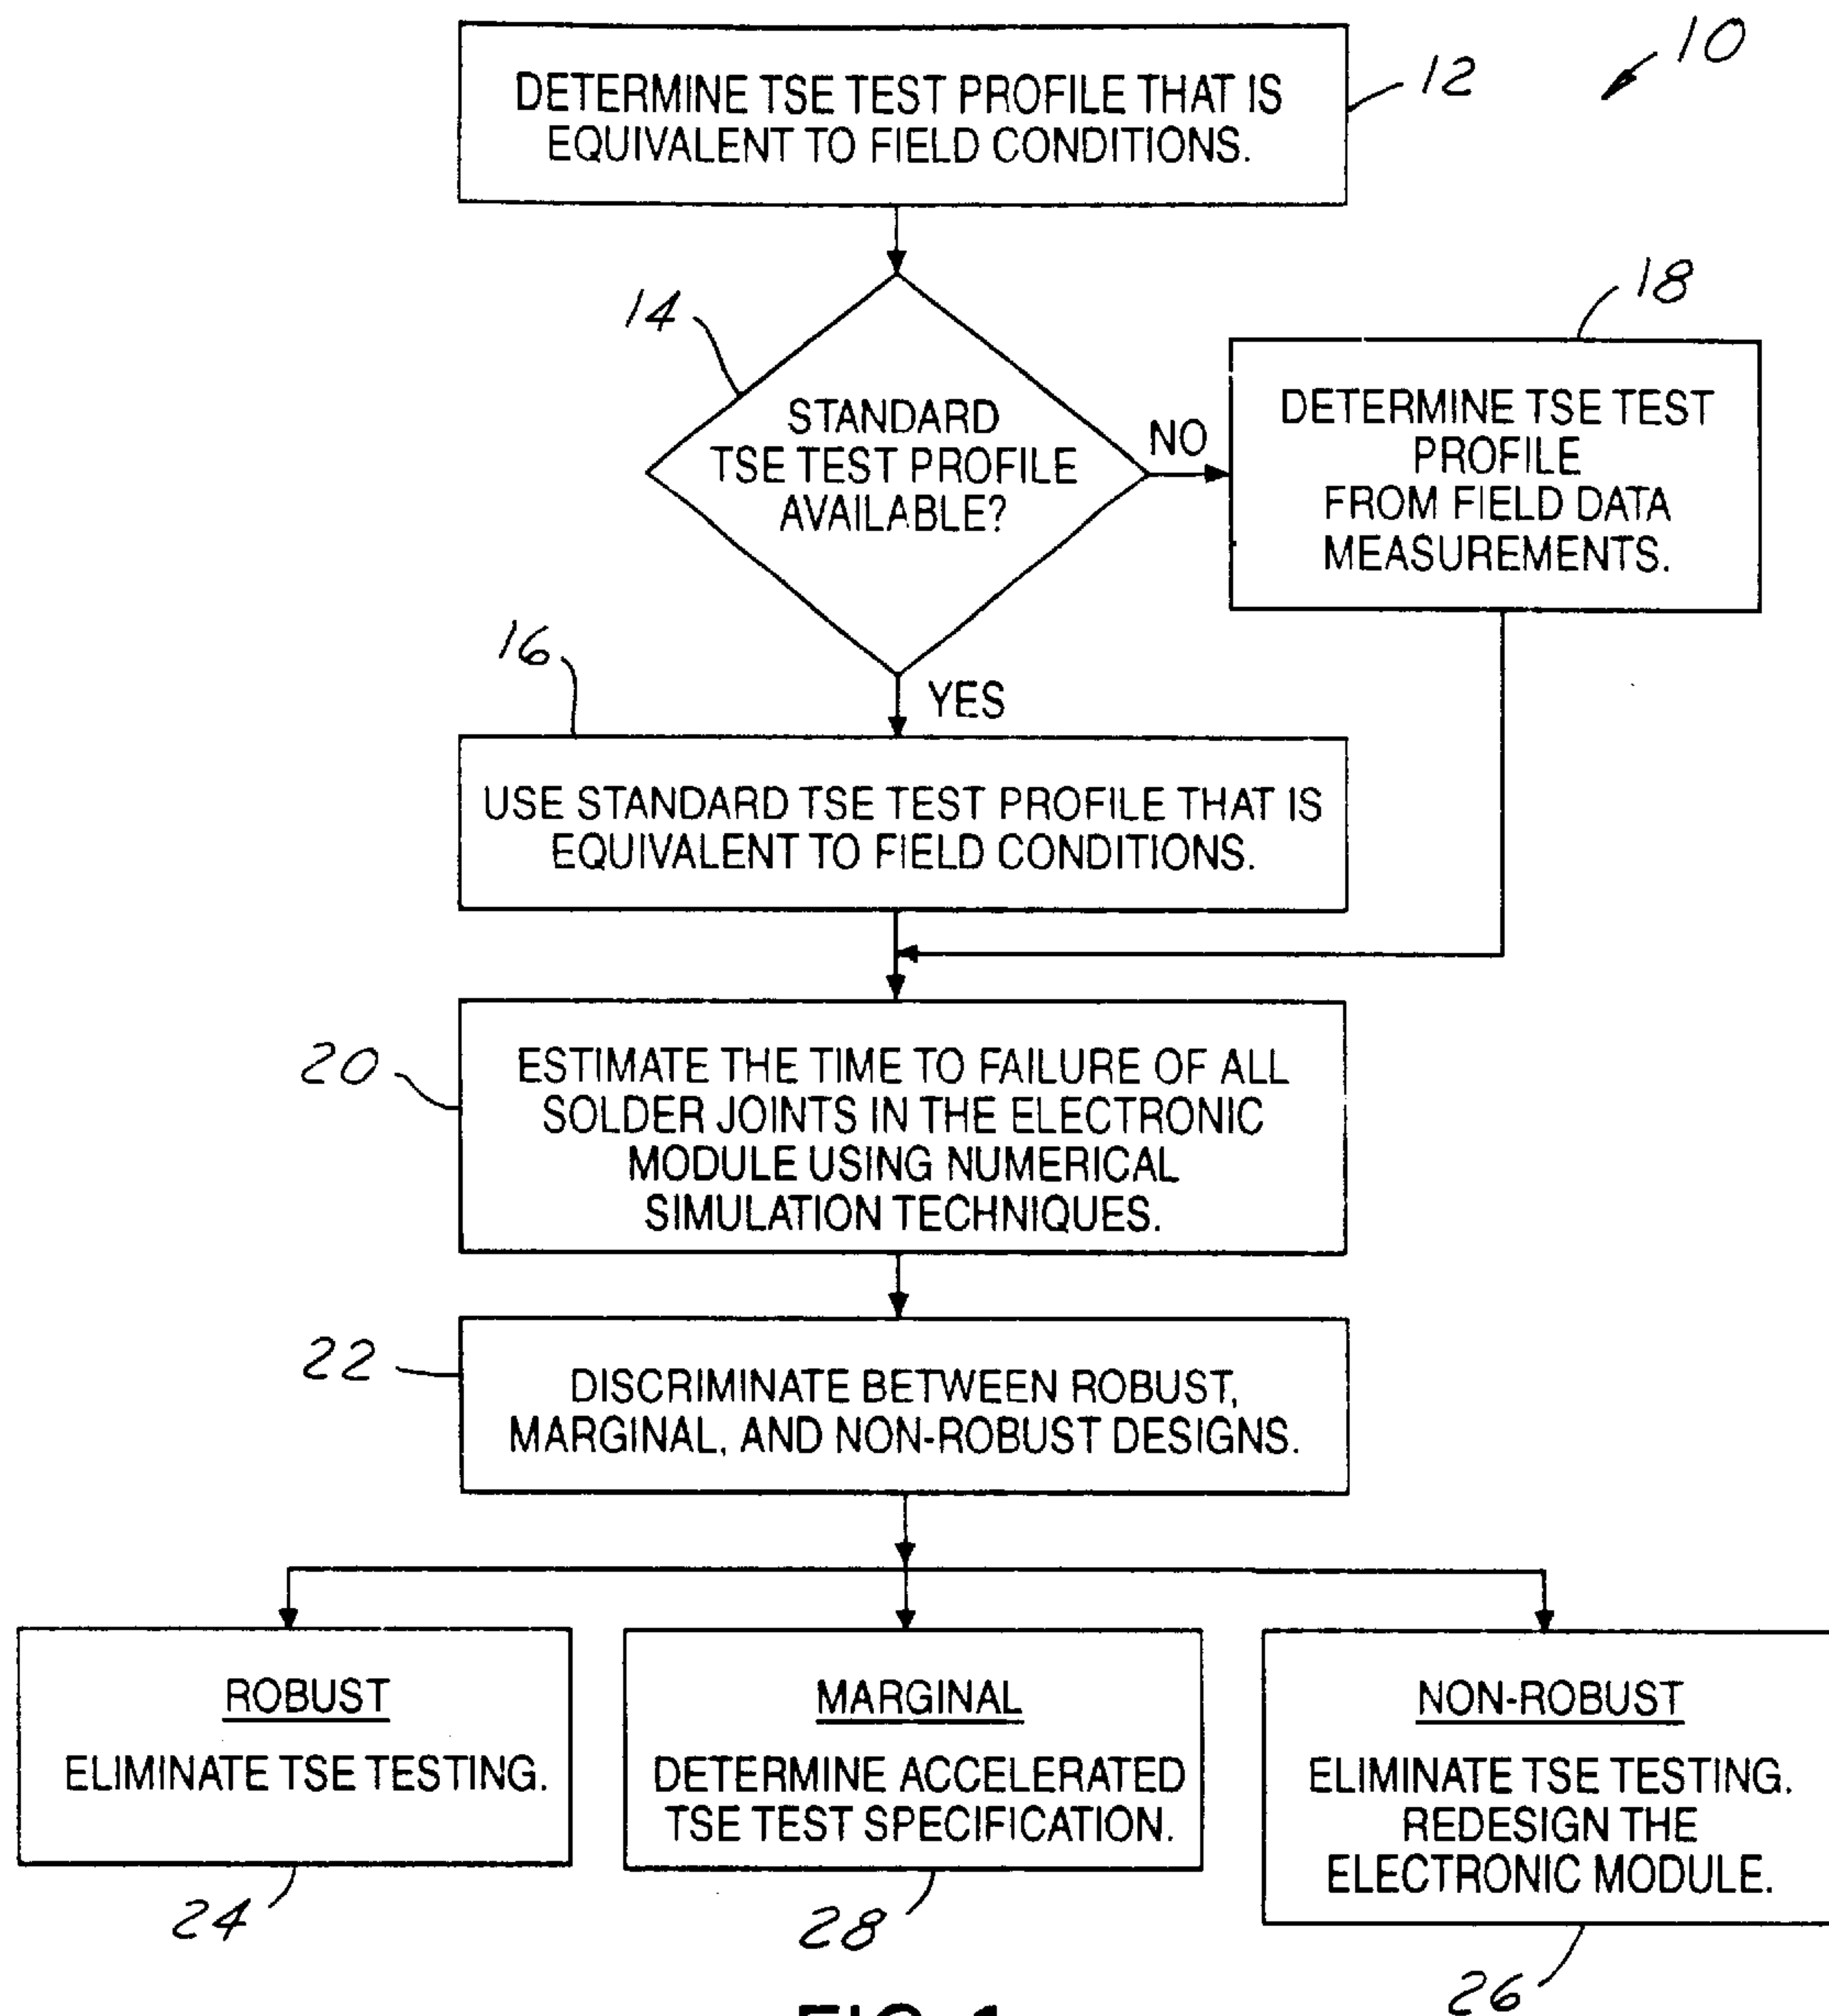 10
DETERMINE TSE TEST PROFILE THAT IS
EQUIVALENT TO FIELD CONDITIONS.
12
14
STANDARD
TSE TEST PROFILE
AVAILABLE?
NO
18
DETERMINE TSE TEST
PROFILE
FROM FIELD DATA
MEASUREMENTS.
YES
16
USE STANDARD TSE TEST PROFILE THAT IS
EQUIVALENT TO FIELD CONDITIONS.
20
ESTIMATE THE TIME TO FAILURE OF ALL
SOLDER JOINTS IN THE ELECTRONIC
MODULE USING NUMERICAL
SIMULATION TECHNIQUES.
22
DISCRIMINATE BETWEEN ROBUST,
MARGINAL, AND NON-ROBUST DESIGNS.
ROBUST
ELIMINATE TSE TESTING.
24
MARGINAL
DETERMINE ACCELERATED
TSE TEST SPECIFICATION.
28
NON-ROBUST
ELIMINATE TSE TESTING.
REDESIGN THE
ELECTRONIC MODULE.
26
FIG. 1